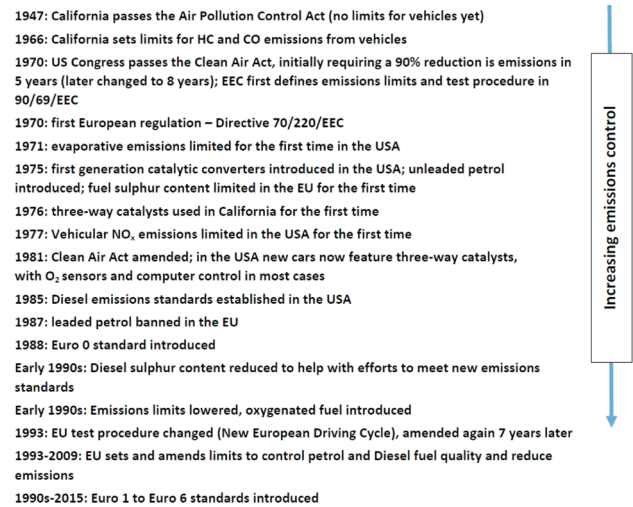 1947: California passes the Air Pollution Control Act (no limits for vehicles yet)
1966: California sets limits for HC and CO emissions from vehicles
1970: US Congress passes the Clean Air Act, initially requiring a 90% reduction is emissions in
5 years (later changed to 8 years); EEC first defines emissions limits and test procedure in
90/69/EEC
1970: first European regulation – Directive 70/220/EEC
1971: evaporative emissions limited for the first time in the USA
1975: first generation catalytic converters introduced in the USA; unleaded petrol
introduced; fuel sulphur content limited in the EU for the first time
1976: three-way catalysts used in California for the first time
1977: Vehicular NOₓ emissions limited in the USA for the first time
1981: Clean Air Act amended; in the USA new cars now feature three-way catalysts,
with O₂ sensors and computer control in most cases
1985: Diesel emissions standards established in the USA
1987: leaded petrol banned in the EU
1988: Euro 0 standard introduced
Early 1990s: Diesel sulphur content reduced to help with efforts to meet new emissions
standards
Early 1990s: Emissions limits lowered, oxygenated fuel introduced
1993: EU test procedure changed (New European Driving Cycle), amended again 7 years later
1993-2009: EU sets and amends limits to control petrol and Diesel fuel quality and reduce
emissions
1990s-2015: Euro 1 to Euro 6 standards introduced
Increasing emissions control